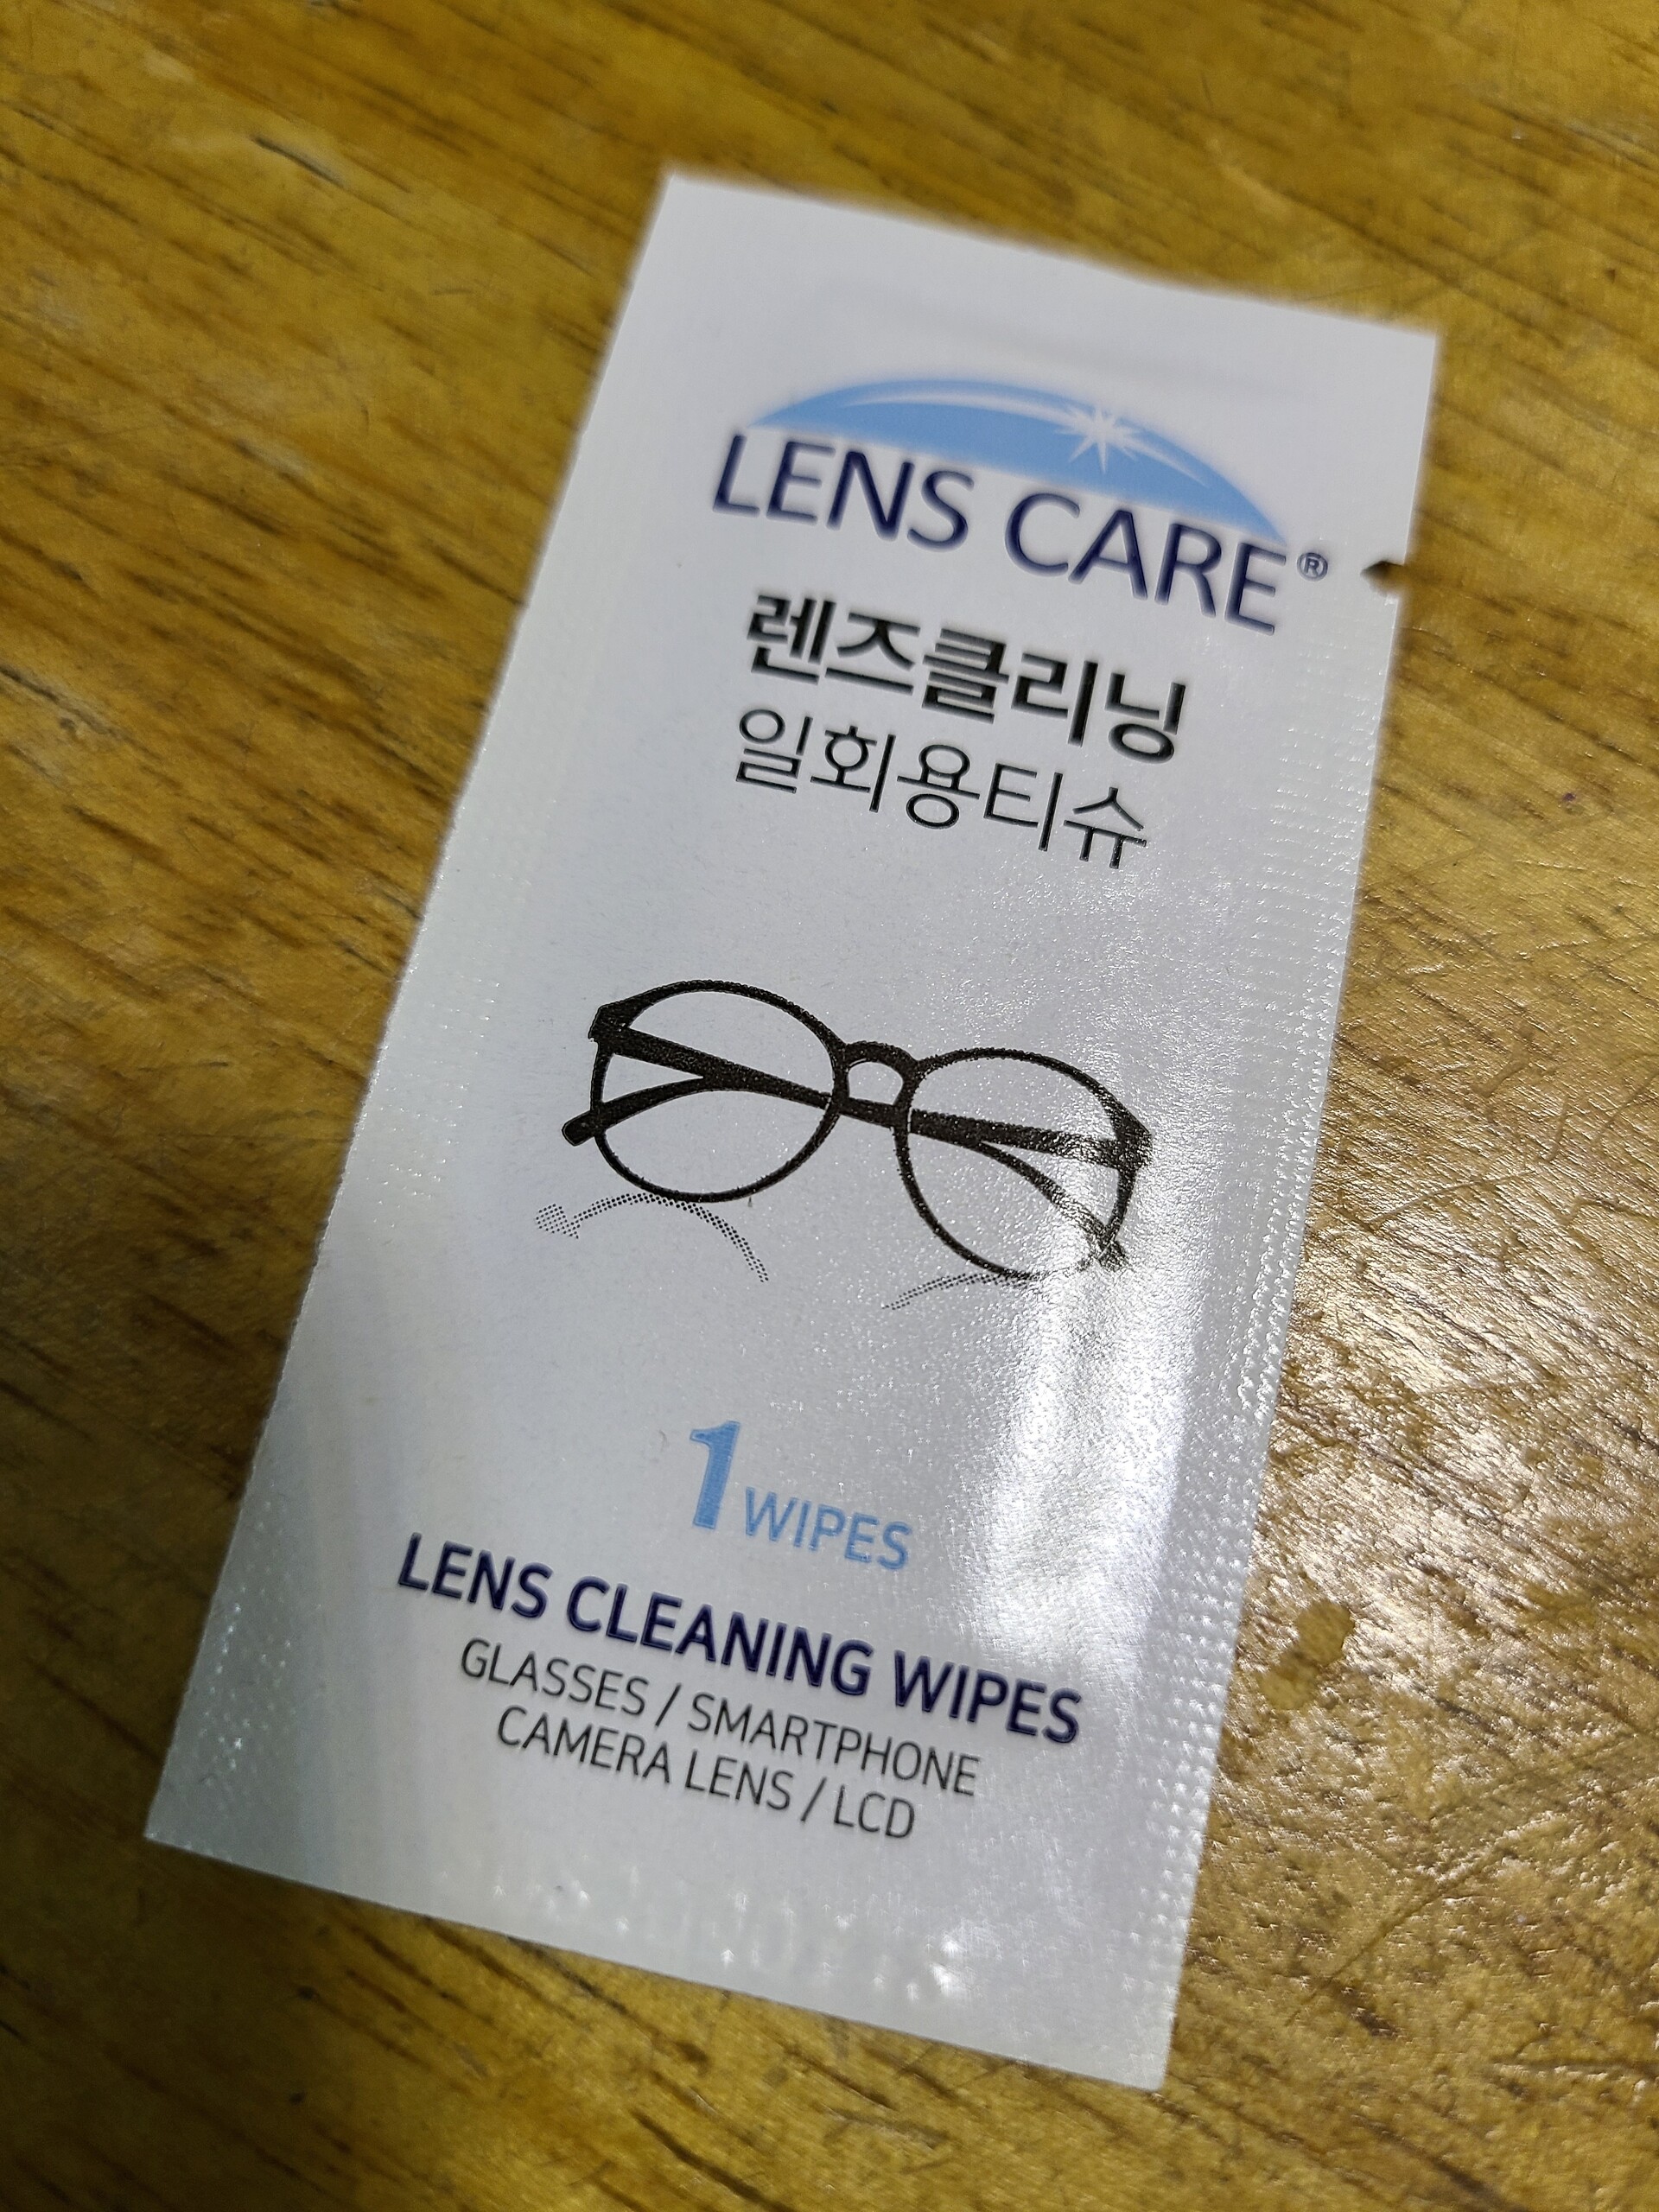 LENS CARE®
렌즈클리닝
일회용티슈
1 WIPES
LENS CLEANING WIPES
GLASSES / SMARTPHONE
CAMERA LENS / LCD